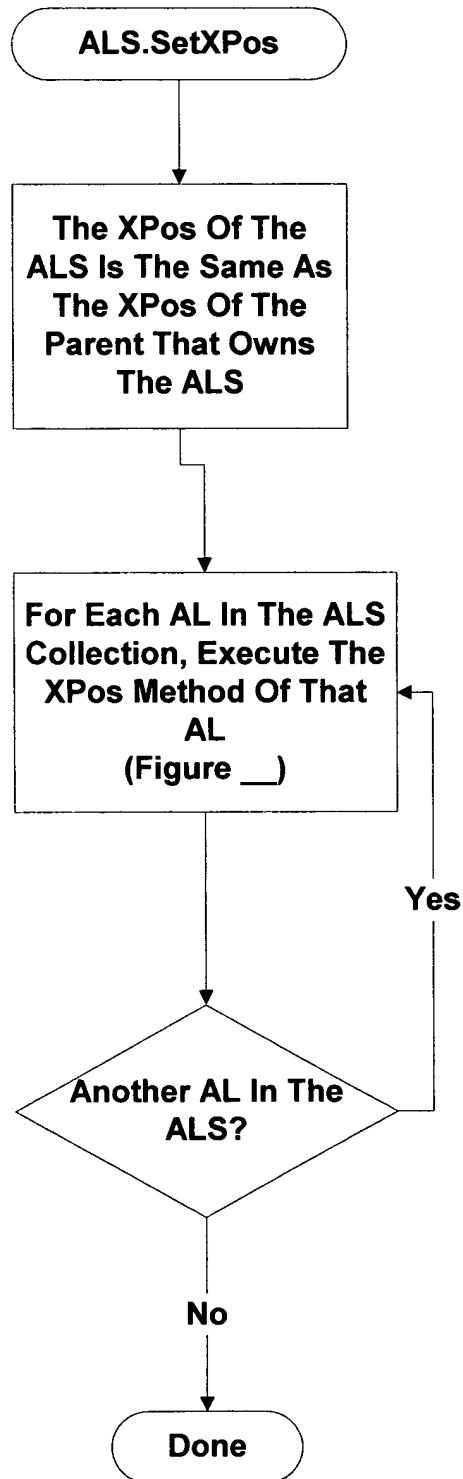 ALS.SetXPos
The XPos Of The
ALS Is The Same As
The XPos Of The
Parent That Owns
The ALS
For Each AL In The ALS
Collection, Execute The
XPos Method Of That
AL
(Figure __)
Yes
Another AL In The
ALS?
No
Done